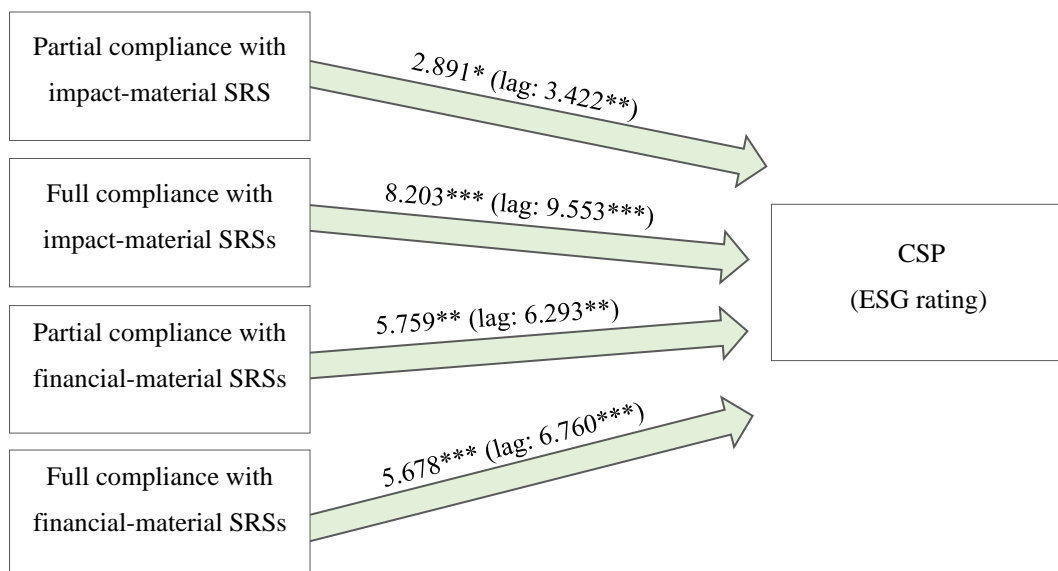 Partial compliance with
impact-material SRS
2.891* (lag: 3.422**)
Full compliance with
impact-material SRSs
8.203*** (lag: 9.553***)
Partial compliance with
financial-material SRSs
5.759** (lag: 6.293**)
Full compliance with
financial-material SRSs
5.678*** (lag: 6.760***)
CSP
(ESG rating)